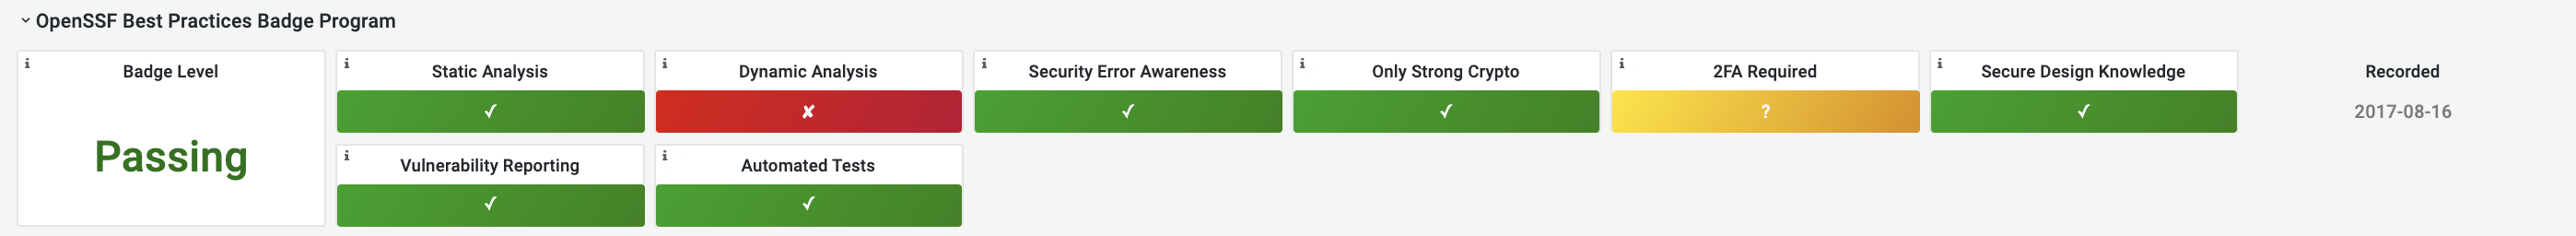 OpenSSF Best Practices Badge Program
Badge Level
Passing
Static Analysis
✓
Dynamic Analysis
✘
Security Error Awareness
✓
Only Strong Crypto
✓
2FA Required
?
Secure Design Knowledge
✓
Recorded
2017-08-16
Vulnerability Reporting
✓
Automated Tests
✓